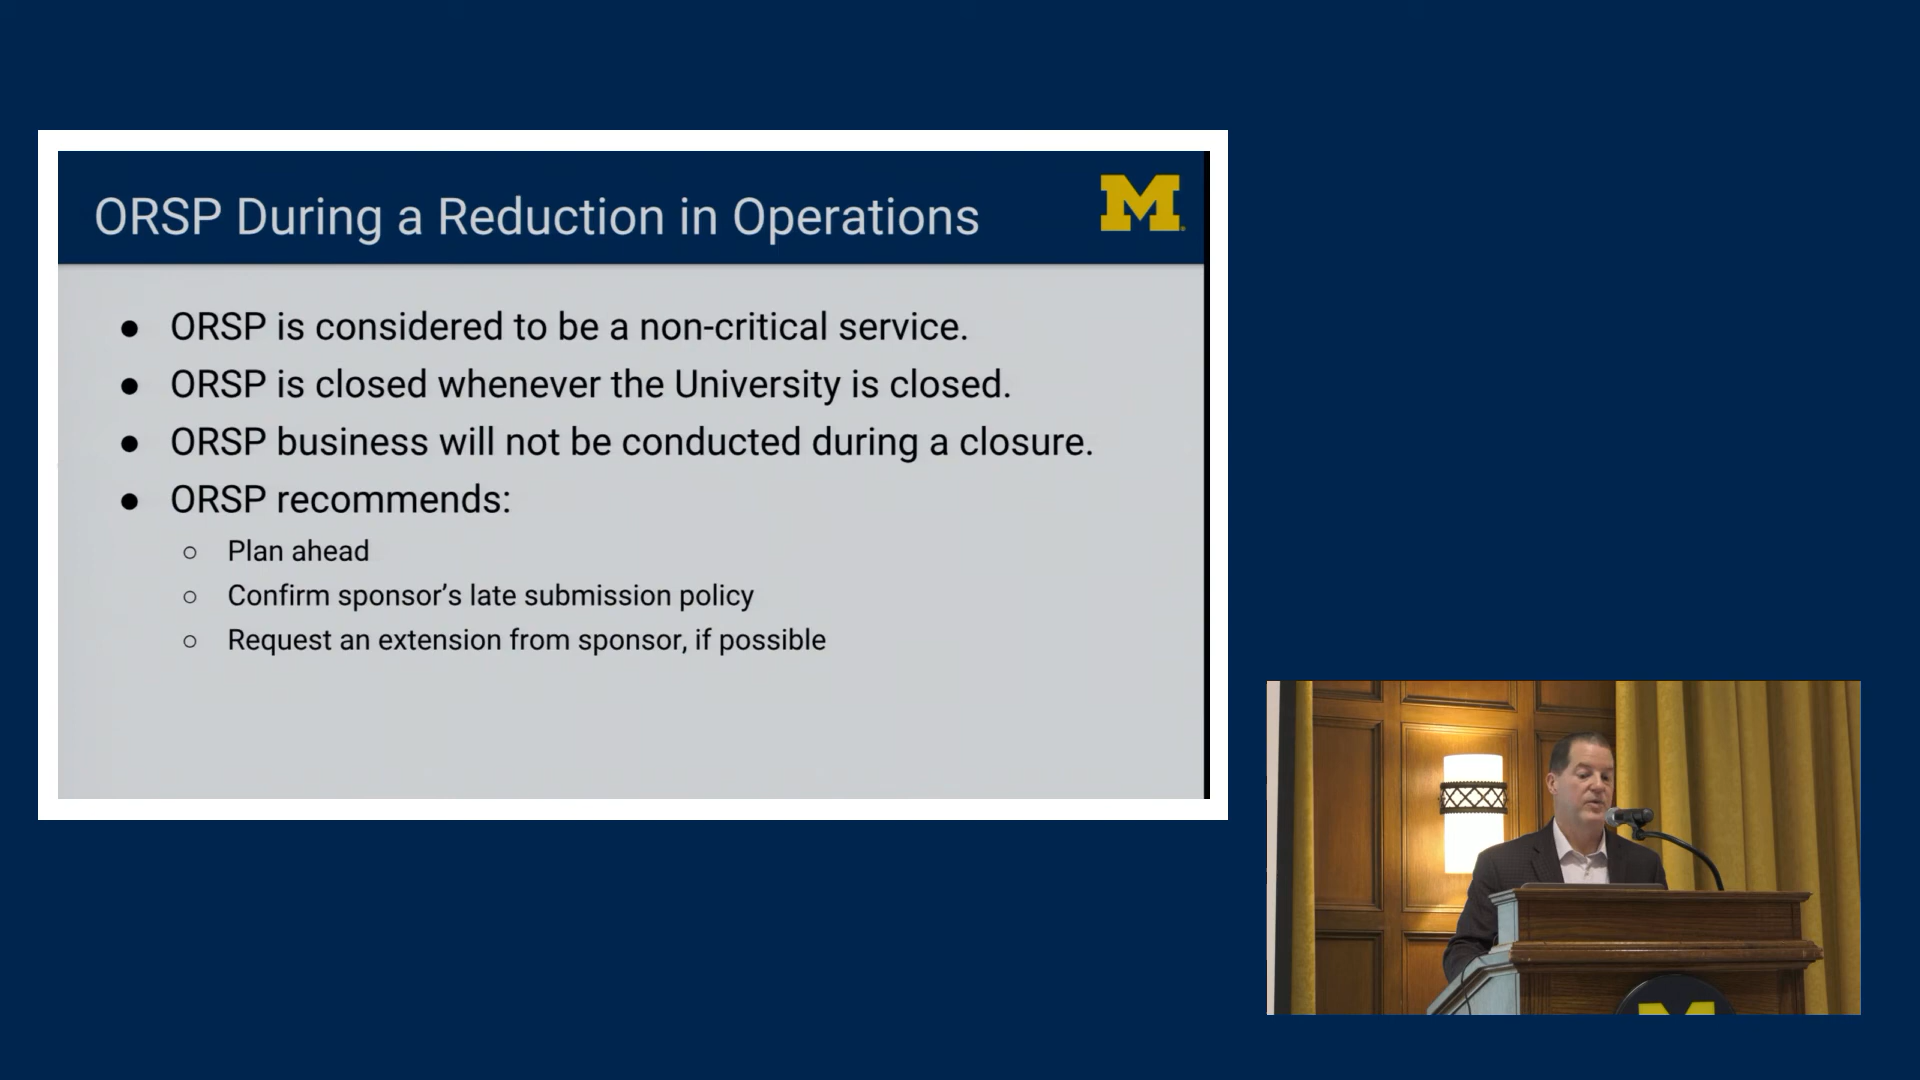 ORSP During a Reduction in Operations
M
● ORSP is considered to be a non-critical service.
● ORSP is closed whenever the University is closed.
● ORSP business will not be conducted during a closure.
● ORSP recommends:
○ Plan ahead
○ Confirm sponsor’s late submission policy
○ Request an extension from sponsor, if possible
M